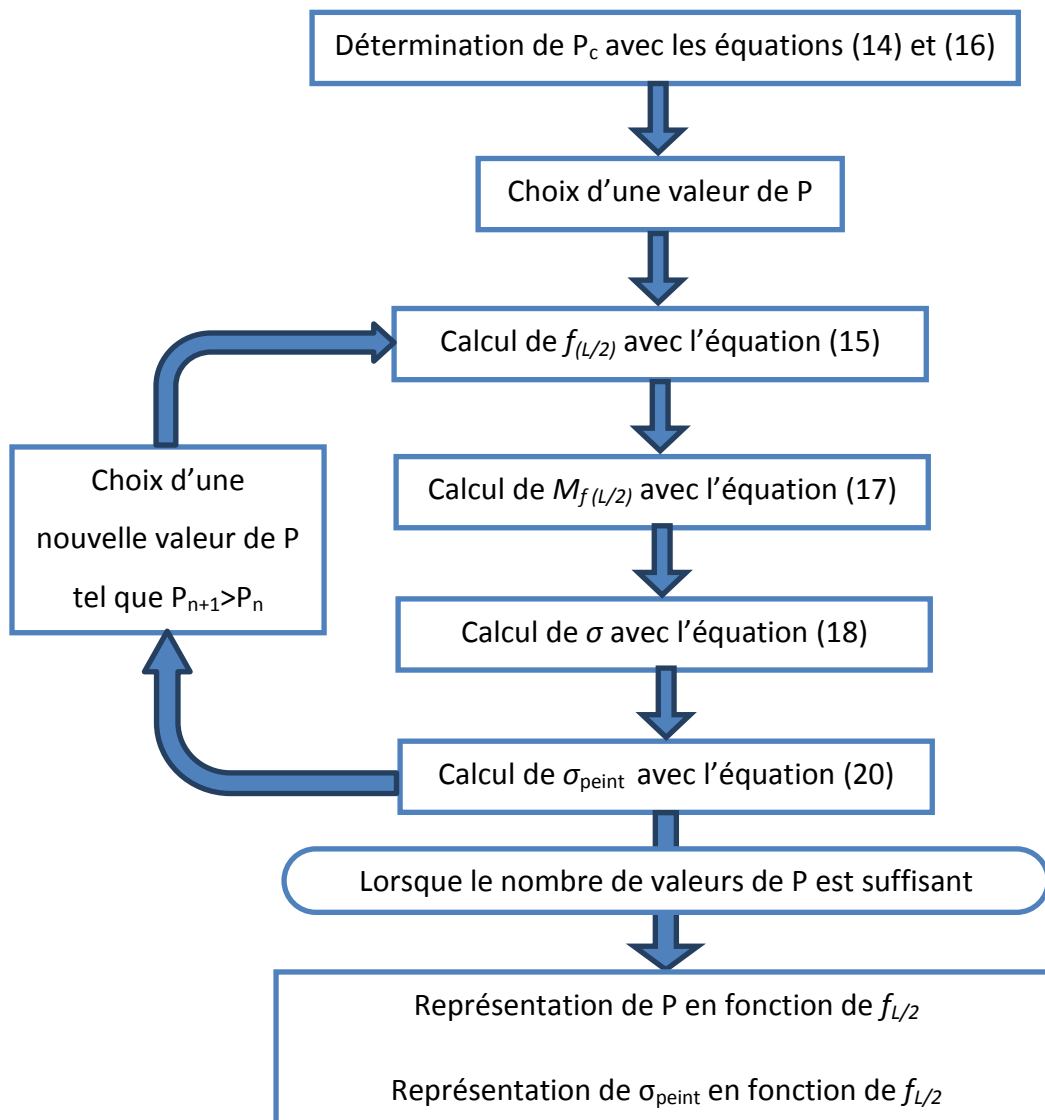 Détermination de Pc avec les équations (14) et (16)
Choix d’une valeur de P
Calcul de f(L/2) avec l’équation (15)
Choix d’une
nouvelle valeur de P
tel que Pn+1>Pn
Calcul de Mf (L/2) avec l’équation (17)
Calcul de σ avec l’équation (18)
Calcul de σpeint avec l’équation (20)
Lorsque le nombre de valeurs de P est suffisant
Représentation de P en fonction de fL/2
Représentation de σpeint en fonction de fL/2